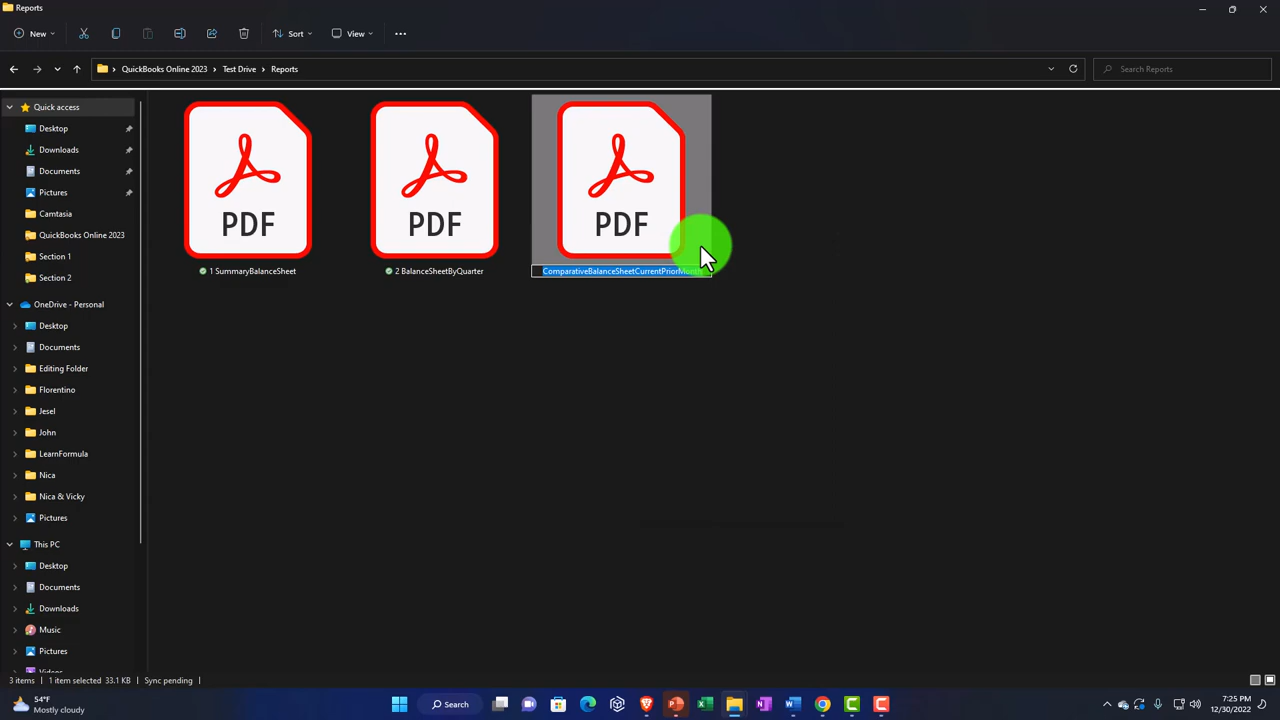 Reports
New
Sort
View
QuickBooks Online 2023 > Test Drive > Reports
Search Reports
Quick access
Desktop
Downloads
Documents
Pictures
Camtasia
QuickBooks Online 2023
Section 1
Section 2
OneDrive - Personal
Desktop
Documents
Editing Folder
Florentino
Jesel
John
LearnFormula
Nica
Nica & Vicky
Pictures
This PC
Desktop
Documents
Downloads
Music
Pictures
Videos
PDF
PDF
PDF
1 SummaryBalanceSheet
2 BalanceSheetByQuarter
ComparativeBalanceSheetCurrentPriorMonth
3 items
1 item selected 33.1 KB
Sync pending
54°F
Mostly cloudy
Search
7:25 PM
12/30/2022